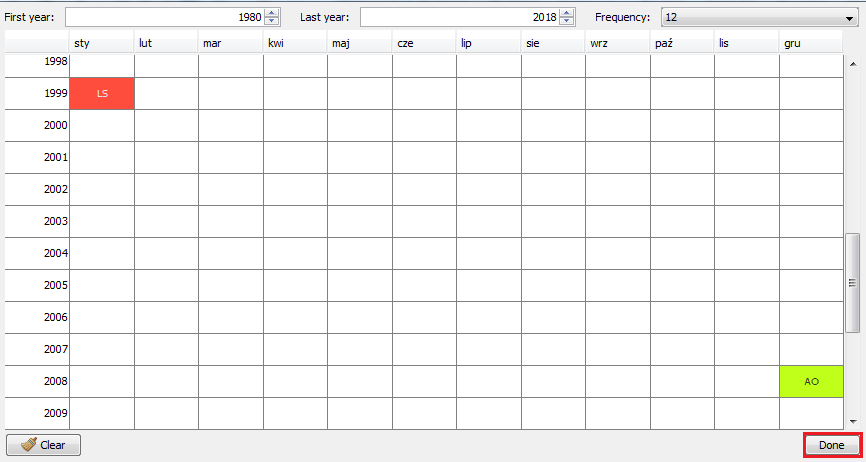 First year: 1980 Last year: 2018 Frequency: 12
sty lut mar kwi maj cze lip sie wrz paź lis gru
1998
1999 LS
2000
2001
2002
2003
2004
2005
2006
2007
2008 AO
2009
Clear Done